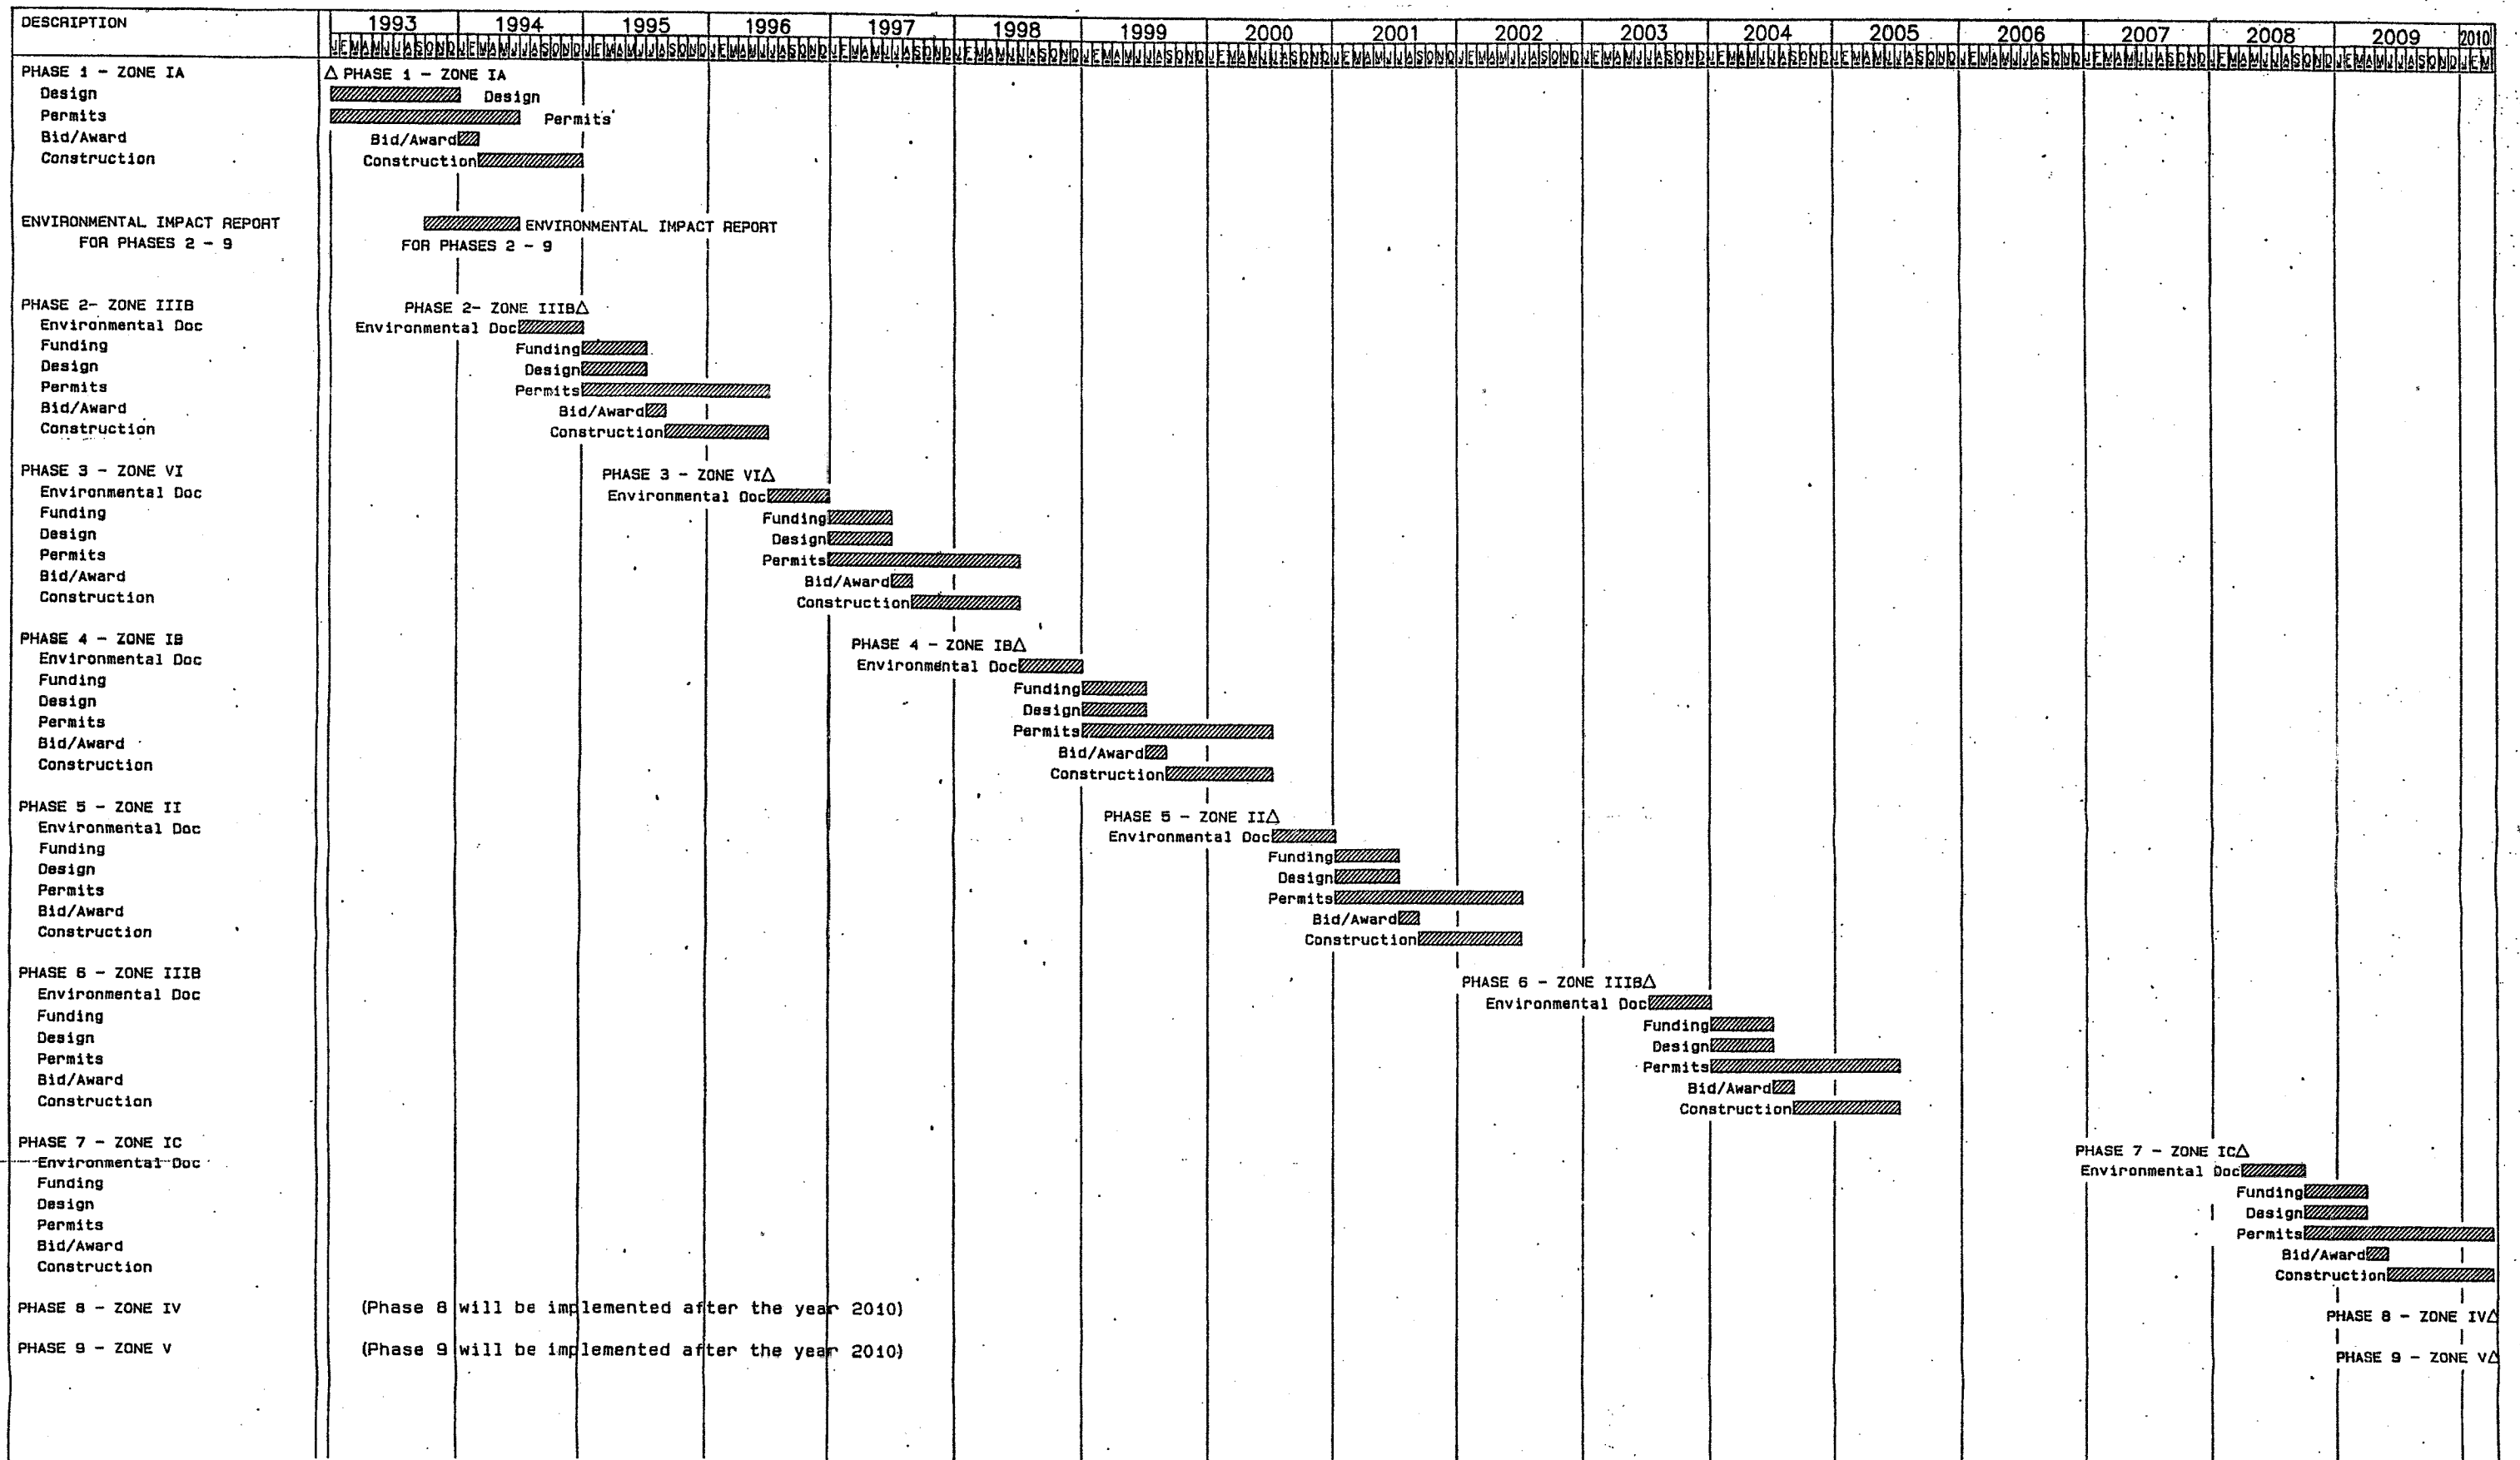 DESCRIPTION 1993 1994 1995 1996 1997 1998 1999 2000 2001 2002 2003 2004 2005 2006 2007 2008 2009 2010
J F M A M J J A S O N D J F M A M J J A S O N D J F M A M J J A S O N D J F M A M J J A S O N D J F M A M J J A S O N D J F M A M J J A S O N D J F M A M J J A S O N D J F M A M J J A S O N D J F M A M J J A S O N D J F M A M J J A S O N D J F M A M J J A S O N D J F M A M J J A S O N D J F M A M J J A S O N D J F M A M J J A S O N D J F M A M J J A S O N D J F M A M J J A S O N D J F M A M J J A S O N D J F M
PHASE 1 - ZONE IA △ PHASE 1 - ZONE IA
Design Design
Permits Permits
Bid/Award Bid/Award
Construction Construction
ENVIRONMENTAL IMPACT REPORT ENVIRONMENTAL IMPACT REPORT
FOR PHASES 2 - 9 FOR PHASES 2 - 9
PHASE 2- ZONE IIIB PHASE 2- ZONE IIIB△
Environmental Doc Environmental Doc
Funding Funding
Design Design
Permits Permits
Bid/Award Bid/Award
Construction Construction
PHASE 3 - ZONE VI PHASE 3 - ZONE VI△
Environmental Doc Environmental Doc
Funding Funding
Design Design
Permits Permits
Bid/Award Bid/Award
Construction Construction
PHASE 4 - ZONE IB PHASE 4 - ZONE IB△
Environmental Doc Environmental Doc
Funding Funding
Design Design
Permits Permits
Bid/Award Bid/Award
Construction Construction
PHASE 5 - ZONE II PHASE 5 - ZONE II△
Environmental Doc Environmental Doc
Funding Funding
Design Design
Permits Permits
Bid/Award Bid/Award
Construction Construction
PHASE 6 - ZONE IIIB PHASE 6 - ZONE IIIB△
Environmental Doc Environmental Doc
Funding Funding
Design Design
Permits Permits
Bid/Award Bid/Award
Construction Construction
PHASE 7 - ZONE IC PHASE 7 - ZONE IC△
Environmental Doc Environmental Doc
Funding Funding
Design Design
Permits Permits
Bid/Award Bid/Award
Construction Construction
PHASE 8 - ZONE IV (Phase 8 will be implemented after the year 2010) PHASE 8 - ZONE IV△
PHASE 9 - ZONE V (Phase 9 will be implemented after the year 2010) PHASE 9 - ZONE V△